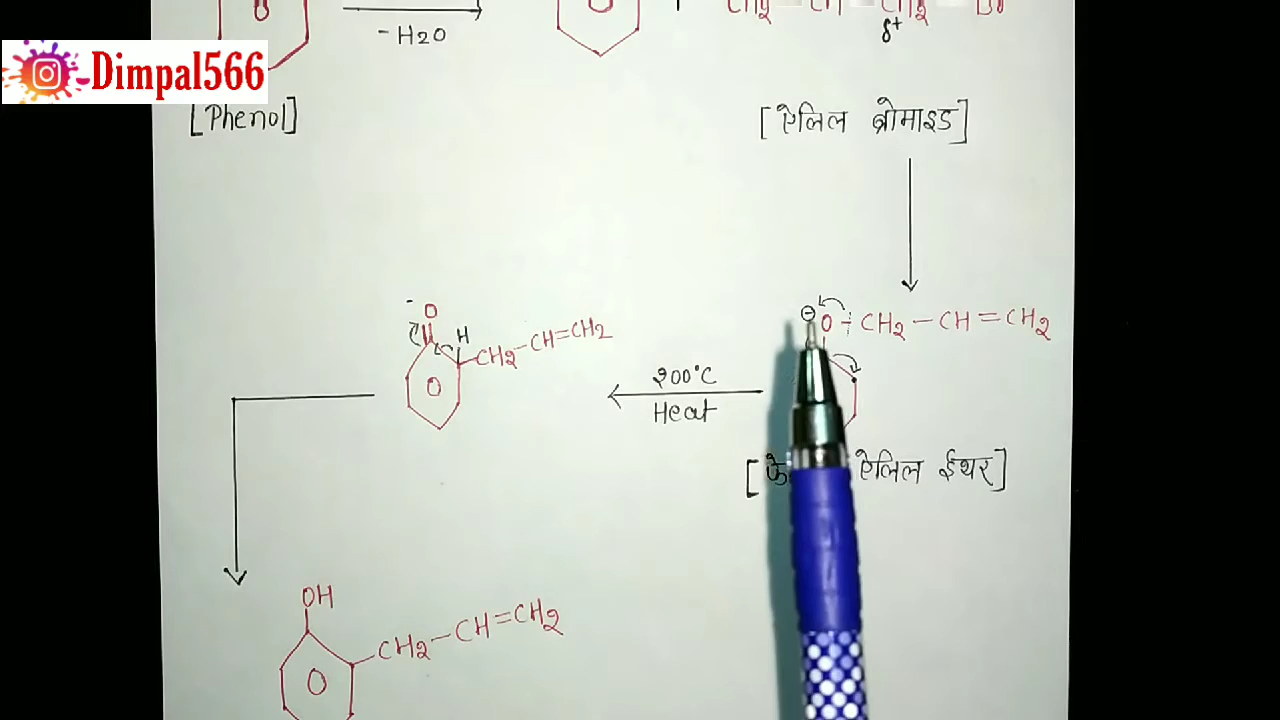 -H2O
δ+
Dimpal566
[Phenol]
[ऐलिल ब्रोमाइड]
⊖
O - CH2 - CH = CH2
O
H
CH2 - CH = CH2
200°C
Heat
ऐलिल ईथर]
OH
CH2 - CH = CH2